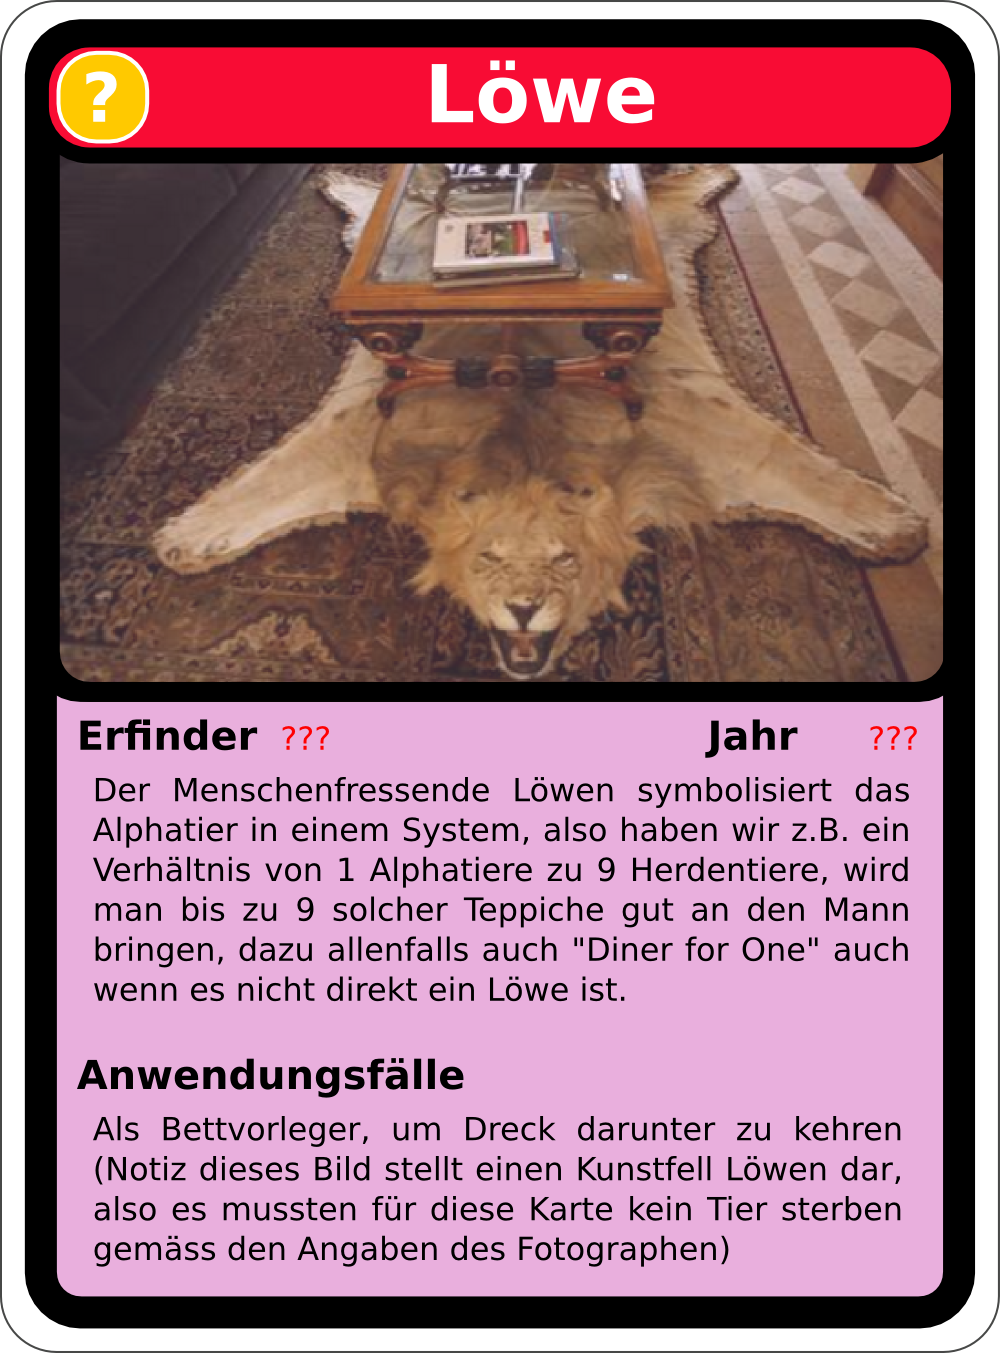 ?
Löwe
Erfinder ??? Jahr ???
Der Menschenfressende Löwen symbolisiert das
Alphatier in einem System, also haben wir z.B. ein
Verhältnis von 1 Alphatiere zu 9 Herdentiere, wird
man bis zu 9 solcher Teppiche gut an den Mann
bringen, dazu allenfalls auch "Diner for One" auch
wenn es nicht direkt ein Löwe ist.
Anwendungsfälle
Als Bettvorleger, um Dreck darunter zu kehren
(Notiz dieses Bild stellt einen Kunstfell Löwen dar,
also es mussten für diese Karte kein Tier sterben
gemäss den Angaben des Fotographen)